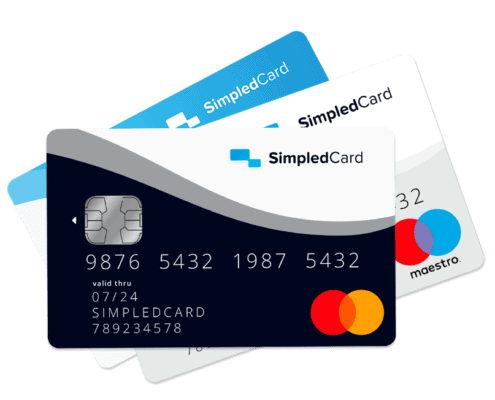 SimpledCard
SimpledCard
SimpledCard
9876 5432 1987 5432
valid thru
07/24
SIMPLEDCARD
789234578
32
maestro.